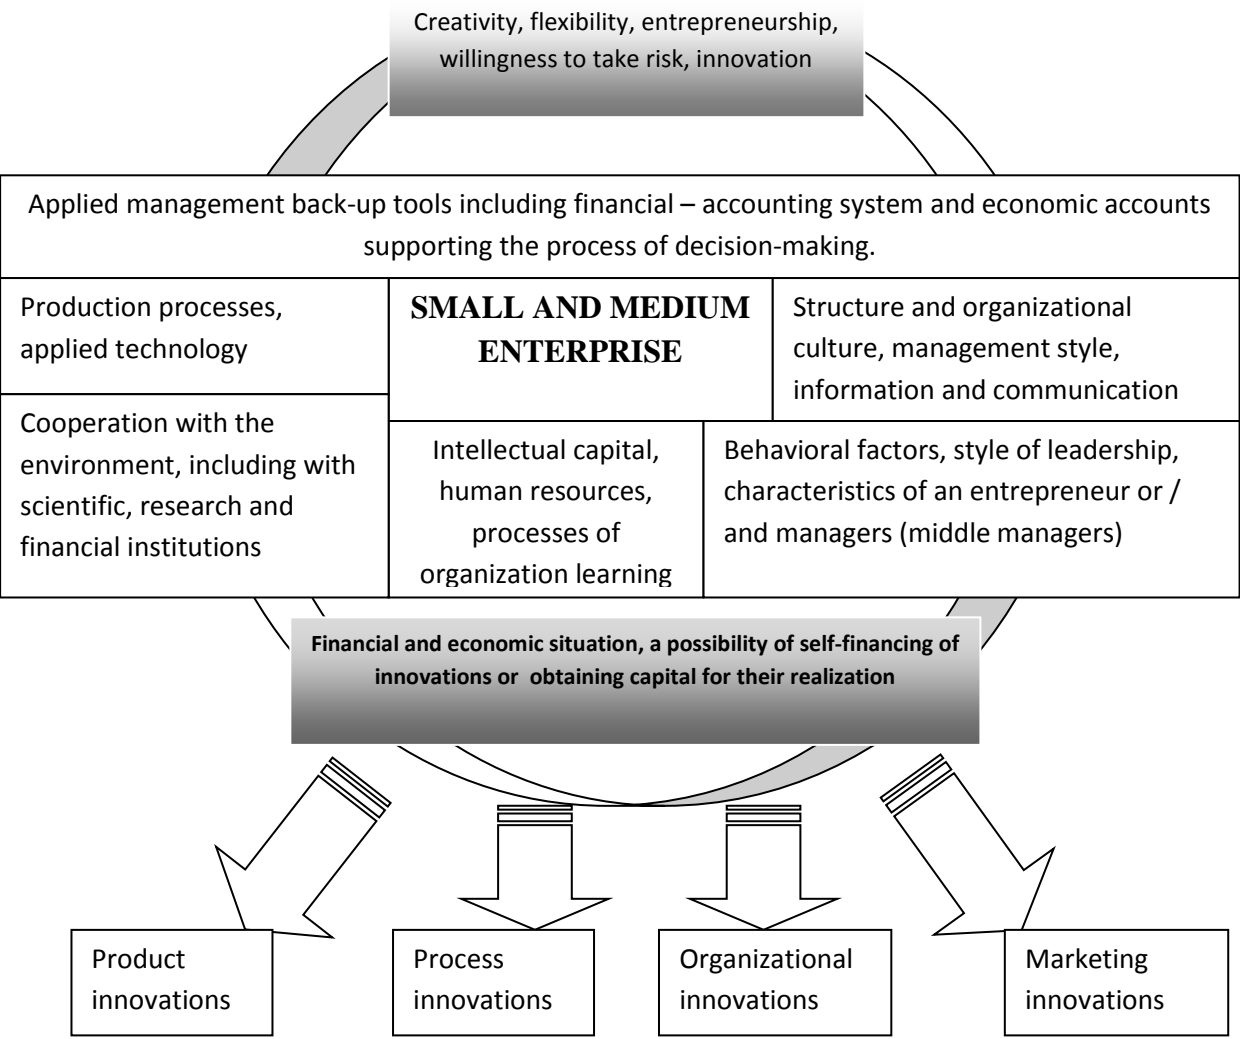 Creativity, flexibility, entrepreneurship,
willingness to take risk, innovation
Applied management back-up tools including financial – accounting system and economic accounts
supporting the process of decision-making.
Production processes,
applied technology
SMALL AND MEDIUM
ENTERPRISE
Structure and organizational
culture, management style,
information and communication
Cooperation with the
environment, including with
scientific, research and
financial institutions
Intellectual capital,
human resources,
processes of
organization learning
Behavioral factors, style of leadership,
characteristics of an entrepreneur or /
and managers (middle managers)
Financial and economic situation, a possibility of self-financing of
innovations or  obtaining capital for their realization
Product
innovations
Process
innovations
Organizational
innovations
Marketing
innovations